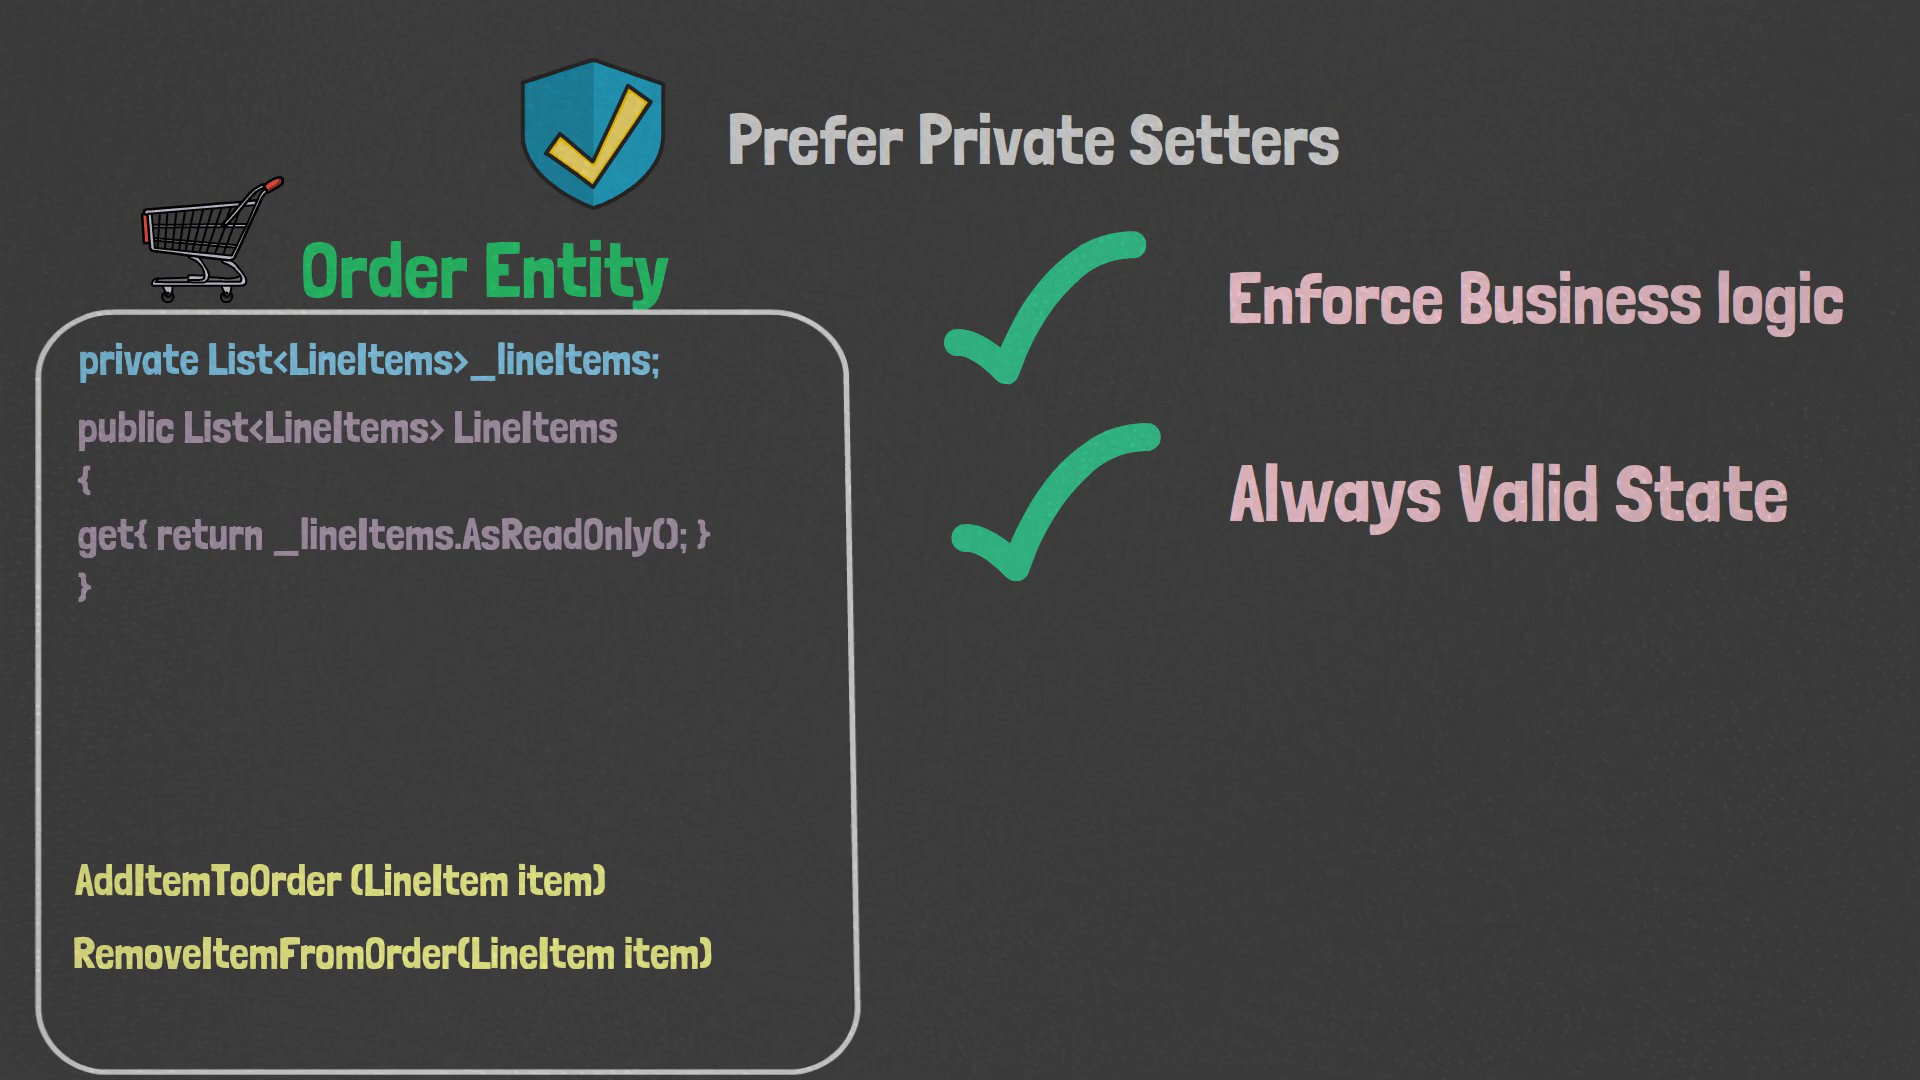 Prefer Private Setters
Order Entity
private List<LineItems>_lineItems;
public List<LineItems> LineItems
{
get{ return _lineItems.AsReadOnly(); }
}
AddItemToOrder (LineItem item)
RemoveItemFromOrder(LineItem item)
Enforce Business logic
Always Valid State